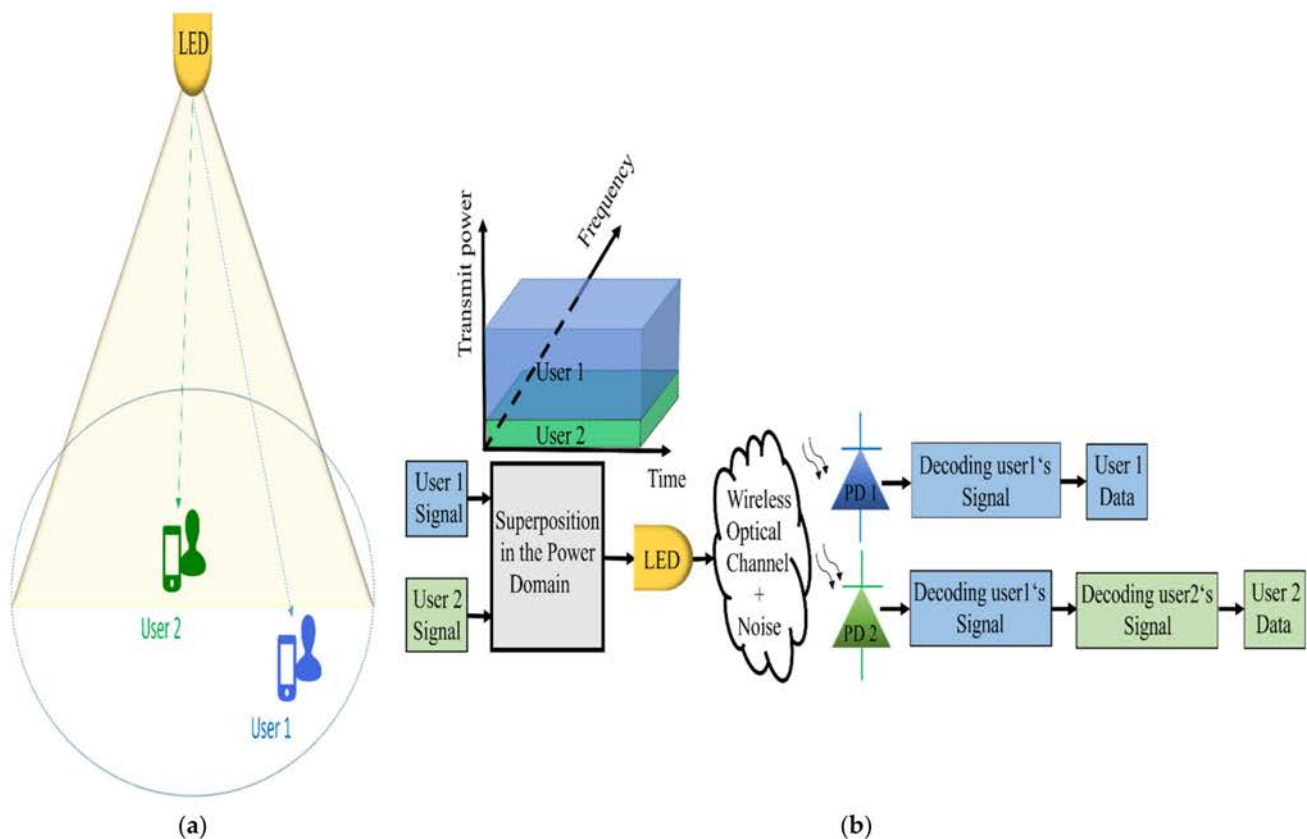 LED
User 2
User 1
(a)
Transmit power
Frequency
User 1
User 2
Time
User 1
Signal
User 2
Signal
Superposition
in the Power
Domain
LED
Wireless
Optical
Channel
+
Noise
PD 1
Decoding user1‘s
Signal
User 1
Data
PD 2
Decoding user1‘s
Signal
Decoding user2‘s
Signal
User 2
Data
(b)